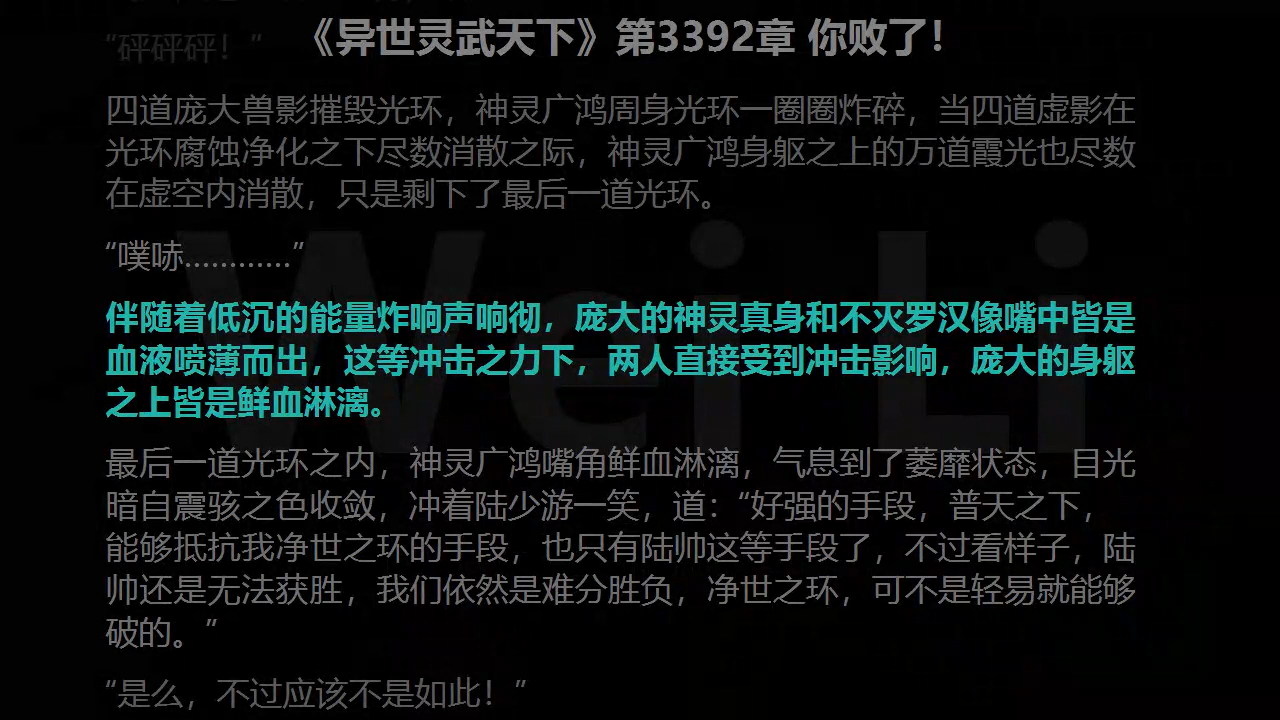 “砰砰砰！”
《异世灵武天下》第3392章 你败了！
四道庞大兽影摧毁光环，神灵广鸿周身光环一圈圈炸碎，当四道虚影在
光环腐蚀净化之下尽数消散之际，神灵广鸿身躯之上的万道霞光也尽数
在虚空内消散，只是剩下了最后一道光环。
“噗哧…………”
伴随着低沉的能量炸响声响彻，庞大的神灵真身和不灭罗汉像嘴中皆是
血液喷薄而出，这等冲击之力下，两人直接受到冲击影响，庞大的身躯
之上皆是鲜血淋漓。
最后一道光环之内，神灵广鸿嘴角鲜血淋漓，气息到了萎靡状态，目光
暗自震骇之色收敛，冲着陆少游一笑，道：“好强的手段，普天之下，
能够抵抗我净世之环的手段，也只有陆帅这等手段了，不过看样子，陆
帅还是无法获胜，我们依然是难分胜负，净世之环，可不是轻易就能够
破的。”
“是么，不过应该不是如此！”
Wei Li